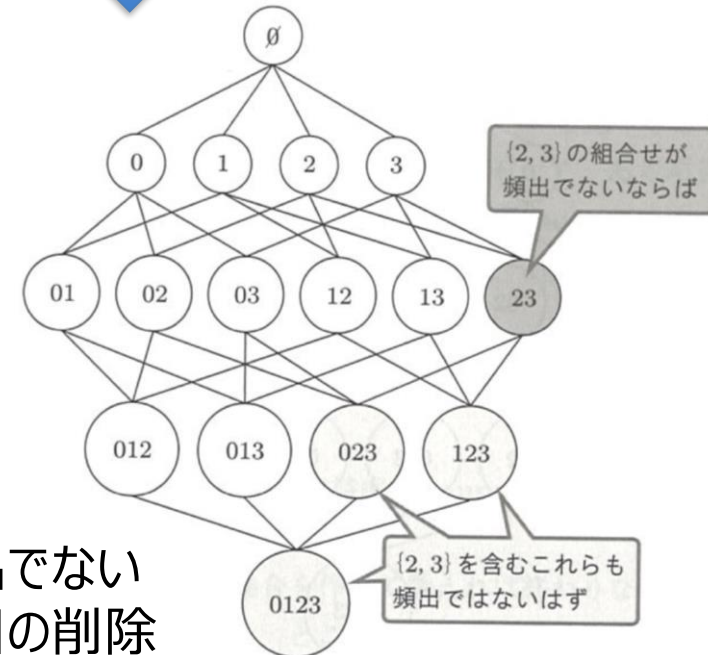 ∅
0 1 2 3
{2, 3} の組合せが
頻出でないならば
01 02 03 12 13 23
012 013 023 123
{2, 3} を含むこれらも
頻出ではないはず
0123
でない
の削除